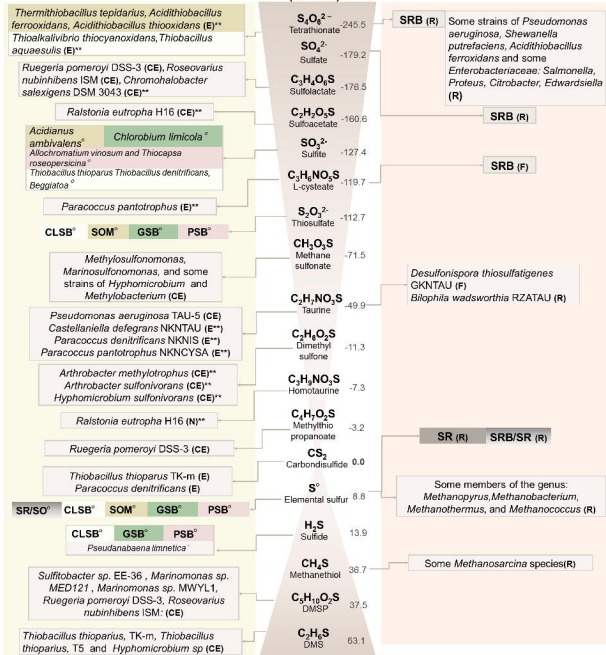 Thermithiobacillus tepidarius, Acidithiobacillus
ferrooxidans, Acidithiobacillus thiooxidans (E)**
Thioalkalivibrio thiocyanoxidans, Thiobacillus
aquaesulis (E)**
Ruegeria pomeroyi DSS-3 (CE), Roseovarius
nubinhibens ISM (CE), Chromohalobacter
salexigens DSM 3043 (CE)**
Ralstonia eutropha H16 (CE)**
Acidianus
ambivalens°
Chlorobium limicola °
Allochromatium vinosum and Thiocapsa
roseopersicina °
Thiobacillus thioparus Thiobacillus denitrificans,
Beggiatoa °
Paracoccus pantotrophus (E)**
CLSB° SOM° GSB° PSB°
Methylosulfonomonas,
Marinosulfonomonas, and some
strains of Hyphomicrobium and
Methylobacterium (CE)
Pseudomonas aeruginosa TAU-5 (CE)
Castellaniella defegrans NKNTAU (E**)
Paracoccus denitrificans NKNIS (E**)
Paracoccus pantotrophus NKNCYSA (E**)
Arthrobacter methylotrophus (CE)**
Arthrobacter sulfonivorans (CE)**
Hyphomicrobium sulfonivorans (CE)**
Ralstonia eutropha H16 (N)**
Ruegeria pomeroyi DSS-3 (CE)
Thiobacillus thioparus TK-m (E)
Paracoccus denitrificans (E)
SR/SO° CLSB° SOM° GSB° PSB°
CLSB° GSB° PSB°
Pseudanabaena limnetica °
Sulfitobacter sp. EE-36 , Marinomonas sp.
MED121 , Marinomonas sp. MWYL1,
Ruegeria pomeroyi DSS-3, Roseovarius
nubinhibens ISM: (CE)
Thiobacillus thioparius, TK-m, Thiobacillus
thioparius, T5 and Hyphomicrobium sp (CE)
S4O6²⁻
Tetrathionate -245.5
SO4²⁻
Sulfate -179.2
C3H4O6S
Sulfolactate -176.5
C2H2O5S
Sulfoacetate -160.6
SO3²⁻
Sulfite -127.4
C3H6NO5S
L-cysteate -119.7
S2O3²⁻
Thiosulfate -112.7
CH3O3S
Methane
sulfonate -71.5
C2H7NO3S
Taurine -49.9
C2H6O2S
Dimethyl
sulfone -11.3
C3H9NO3S
Homotaurine -7.3
C4H7O2S
Methylthio
propanoate -3.2
CS2
Carbondisulfide 0.0
S°
Elemental sulfur 8.8
H2S
Sulfide 13.9
CH4S
Methanethiol 36.7
C5H10O2S
DMSP 37.5
C2H6S
DMS 63.1
SRB (R)
Some strains of Pseudomonas
aeruginosa, Shewanella
putrefaciens, Acidithiobacillus
ferroxidans and some
Enterobacteriaceae: Salmonella,
Proteus, Citrobacter, Edwardsiella
(R)
SRB (R)
SRB (F)
Desulfonispora thiosulfatigenes
GKNTAU (F)
Bilophila wadsworthia RZATAU (R)
SR (R) SRB/SR (R)
Some members of the genus:
Methanopyrus,Methanobacterium,
Methanothermus, and Methanococcus (R)
Some Methanosarcina species(R)